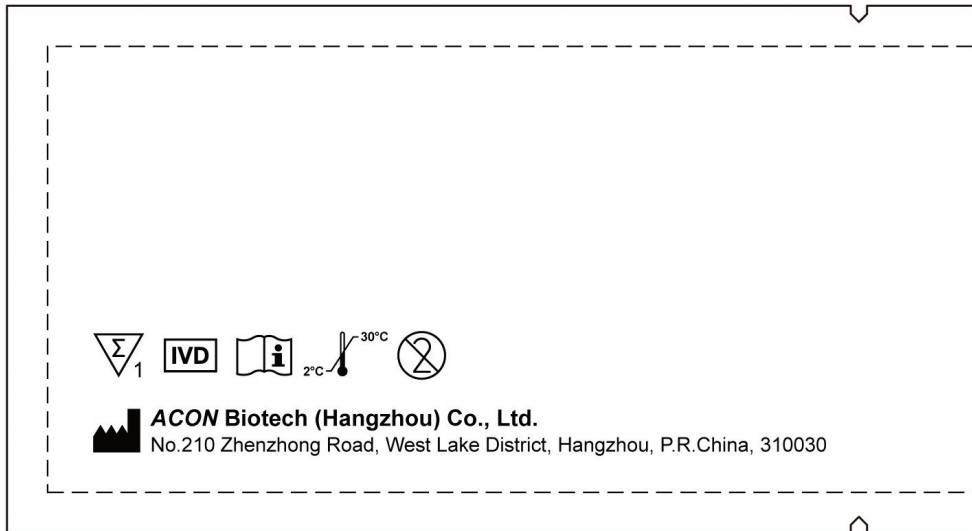 Σ 1 IVD i 2°C 30°C 2
ACON Biotech (Hangzhou) Co., Ltd.
No.210 Zhenzhong Road, West Lake District, Hangzhou, P.R.China, 310030